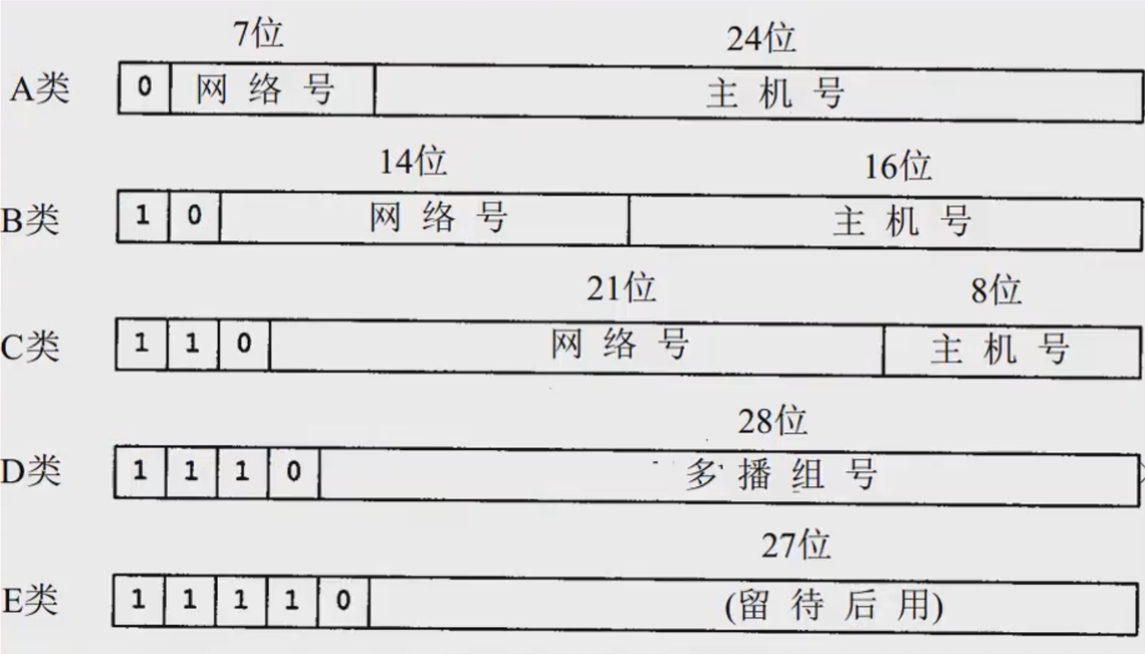 7位 24位
A类 0 网络号 主机号
14位 16位
B类 1 0 网络号 主机号
21位 8位
C类 1 1 0 网络号 主机号
28位
D类 1 1 1 0 多播组号
27位
E类 1 1 1 1 0 (留待后用)